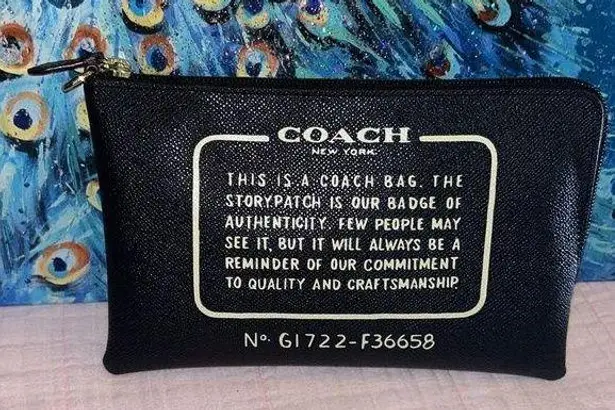 COACH
NEW YORK
THIS IS A COACH BAG. THE
STORYPATCH IS OUR BADGE OF
AUTHENTICITY. FEW PEOPLE MAY
SEE IT, BUT IT WILL ALWAYS BE A
REMINDER OF OUR COMMITMENT
TO QUALITY AND CRAFTSMANSHIP.
No. G1722-F36658